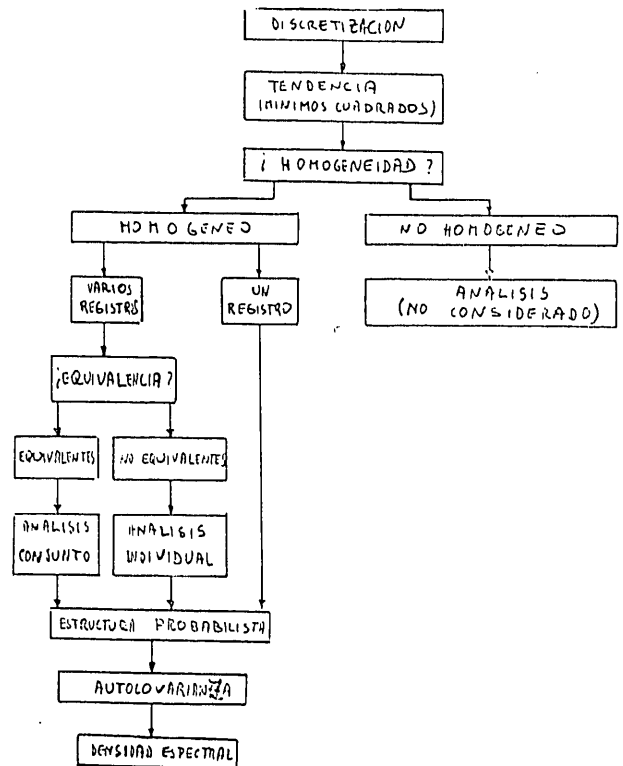 DISCRETIZACION
TENDENCIA
(MINIMOS CUADRADOS)
¿ HOMOGENEIDAD ?
HOMOGENEO
NO HOMOGENEO
VARIOS
REGISTROS
UN
REGISTRO
ANALISIS
(NO CONSIDERADO)
¿EQUIVALENCIA?
EQUIVALENTES
NO EQUIVALENTES
ANALISIS
CONJUNTO
ANALISIS
INDIVIDUAL
ESTRUCTURA PROBABILISTA
AUTOCOVARIANZA
DENSIDAD ESPECTRAL